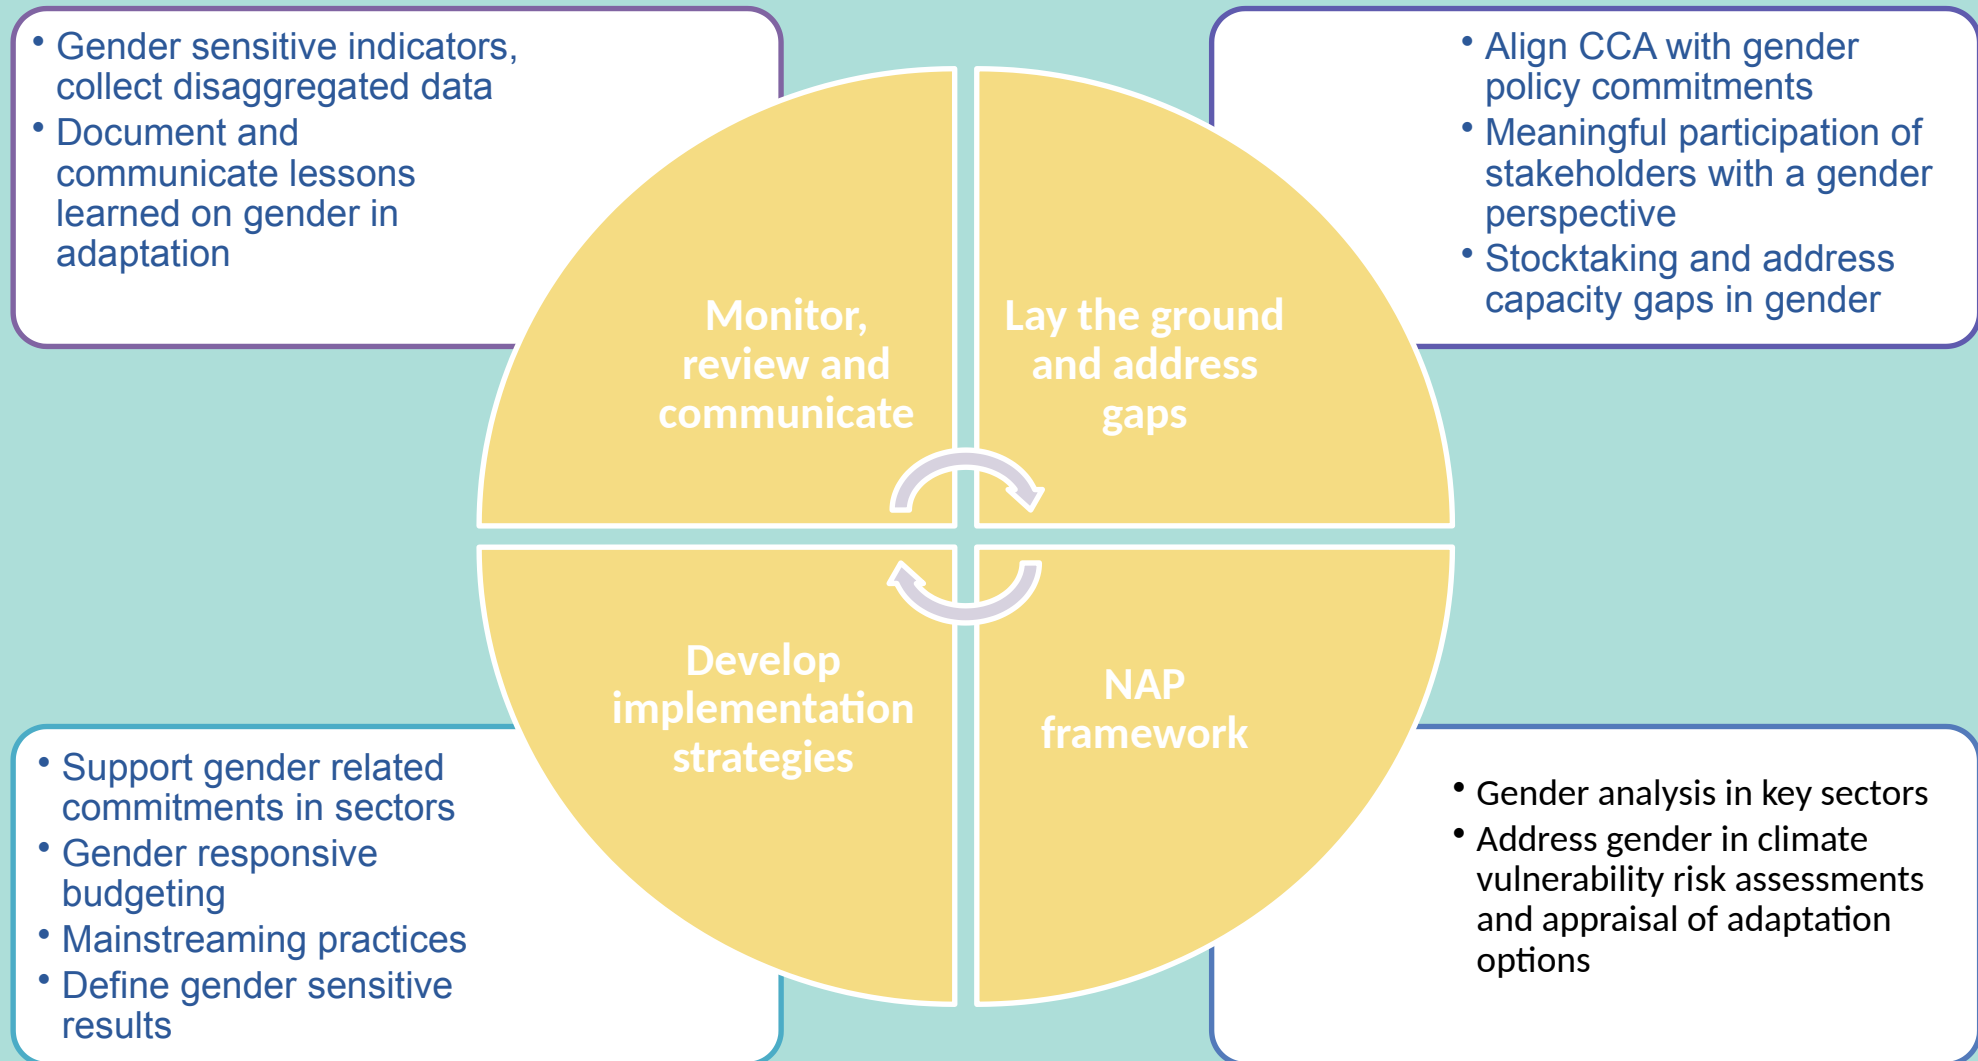 • Gender sensitive indicators,
collect disaggregated data
• Document and
communicate lessons
learned on gender in
adaptation
• Align CCA with gender
policy commitments
• Meaningful participation of
stakeholders with a gender
perspective
• Stocktaking and address
capacity gaps in gender
Monitor,
review and
communicate
Lay the ground
and address
gaps
Develop
implementation
strategies
NAP
framework
• Support gender related
commitments in sectors
• Gender responsive
budgeting
• Mainstreaming practices
• Define gender sensitive
results
• Gender analysis in key sectors
• Address gender in climate
vulnerability risk assessments
and appraisal of adaptation
options